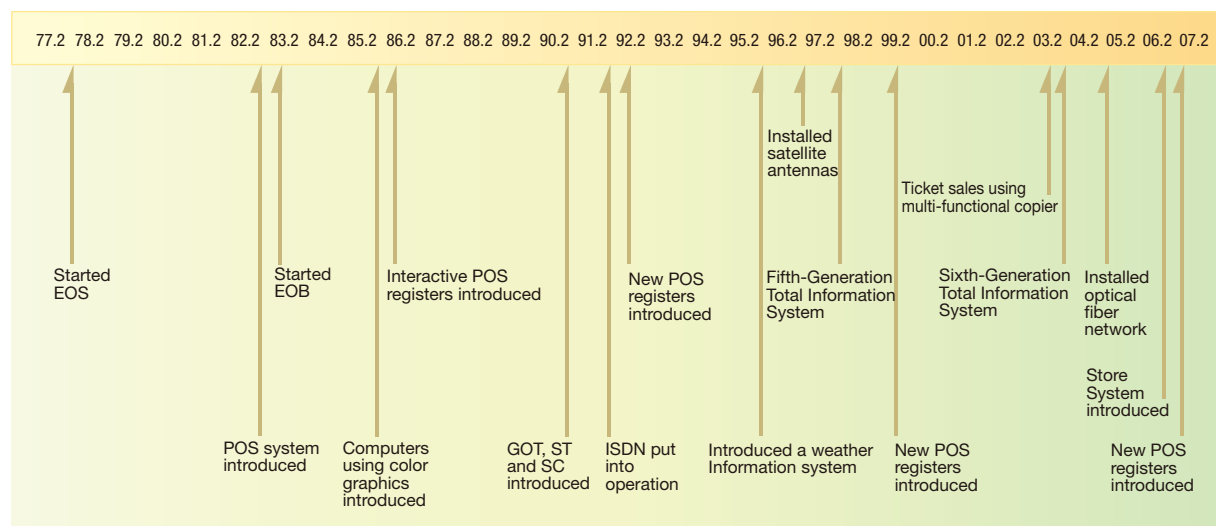 77.2 78.2 79.2 80.2 81.2 82.2 83.2 84.2 85.2 86.2 87.2 88.2 89.2 90.2 91.2 92.2 93.2 94.2 95.2 96.2 97.2 98.2 99.2 00.2 01.2 02.2 03.2 04.2 05.2 06.2 07.2
Installed
satellite
antennas
Ticket sales using
multi-functional copier
Started
EOS
Started
EOB
Interactive POS
registers introduced
New POS
registers
introduced
Fifth-Generation
Total Information
System
Sixth-Generation
Total Information
System
Installed
optical
fiber
network
Store
System
introduced
POS system
introduced
Computers
using color
graphics
introduced
GOT, ST
and SC
introduced
ISDN put
into
operation
Introduced a weather
Information system
New POS
registers
introduced
New POS
registers
introduced